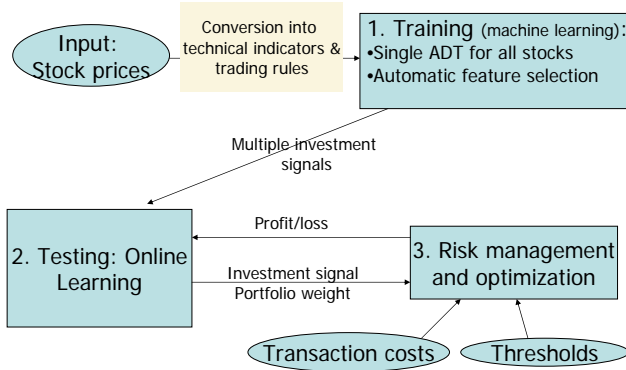 Input:
Stock prices
Conversion into
technical indicators &
trading rules
1. Training (machine learning):
•Single ADT for all stocks
•Automatic feature selection
Multiple investment
signals
2. Testing: Online
Learning
Profit/loss
Investment signal
Portfolio weight
3. Risk management
and optimization
Transaction costs
Thresholds